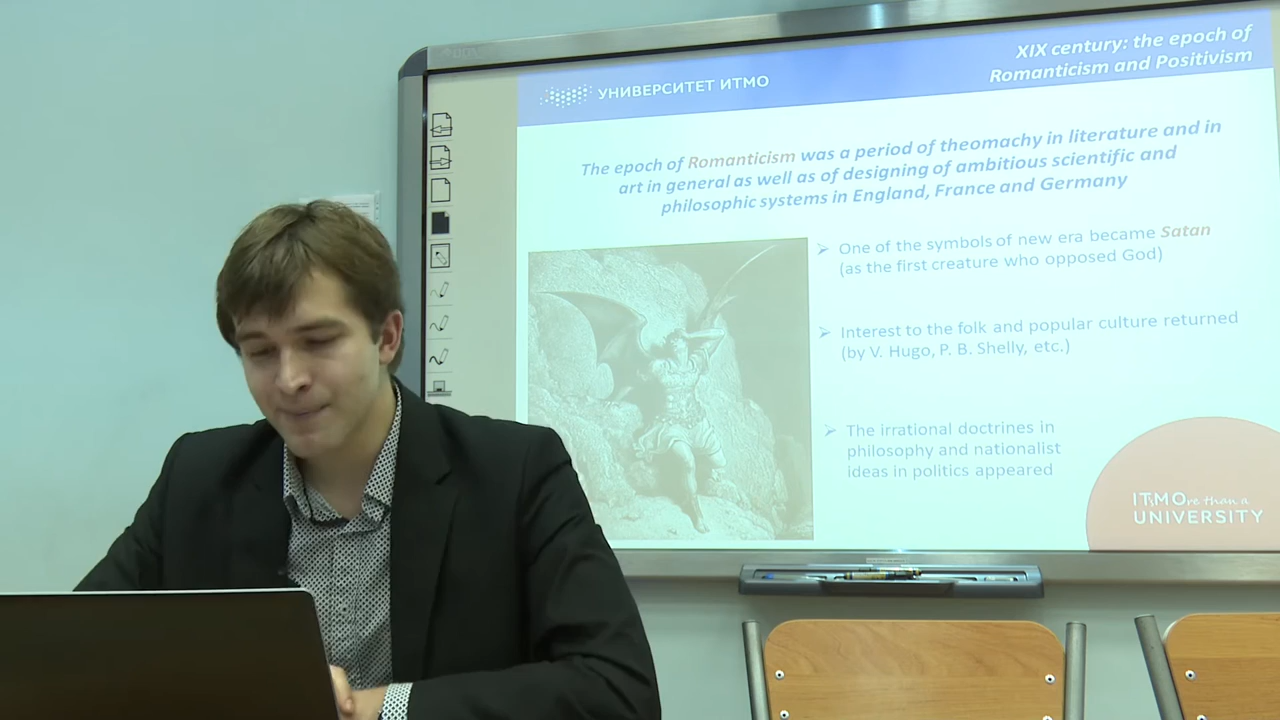 УНИВЕРСИТЕТ ИТМО
XIX century: the epoch of
Romanticism and Positivism
The epoch of Romanticism was a period of theomachy in literature and in
art in general as well as of designing of ambitious scientific and
philosophic systems in England, France and Germany
One of the symbols of new era became Satan
(as the first creature who opposed God)
Interest to the folk and popular culture returned
(by V. Hugo, P. B. Shelly, etc.)
The irrational doctrines in
philosophy and nationalist
ideas in politics appeared
ITMOre than a
UNIVERSITY